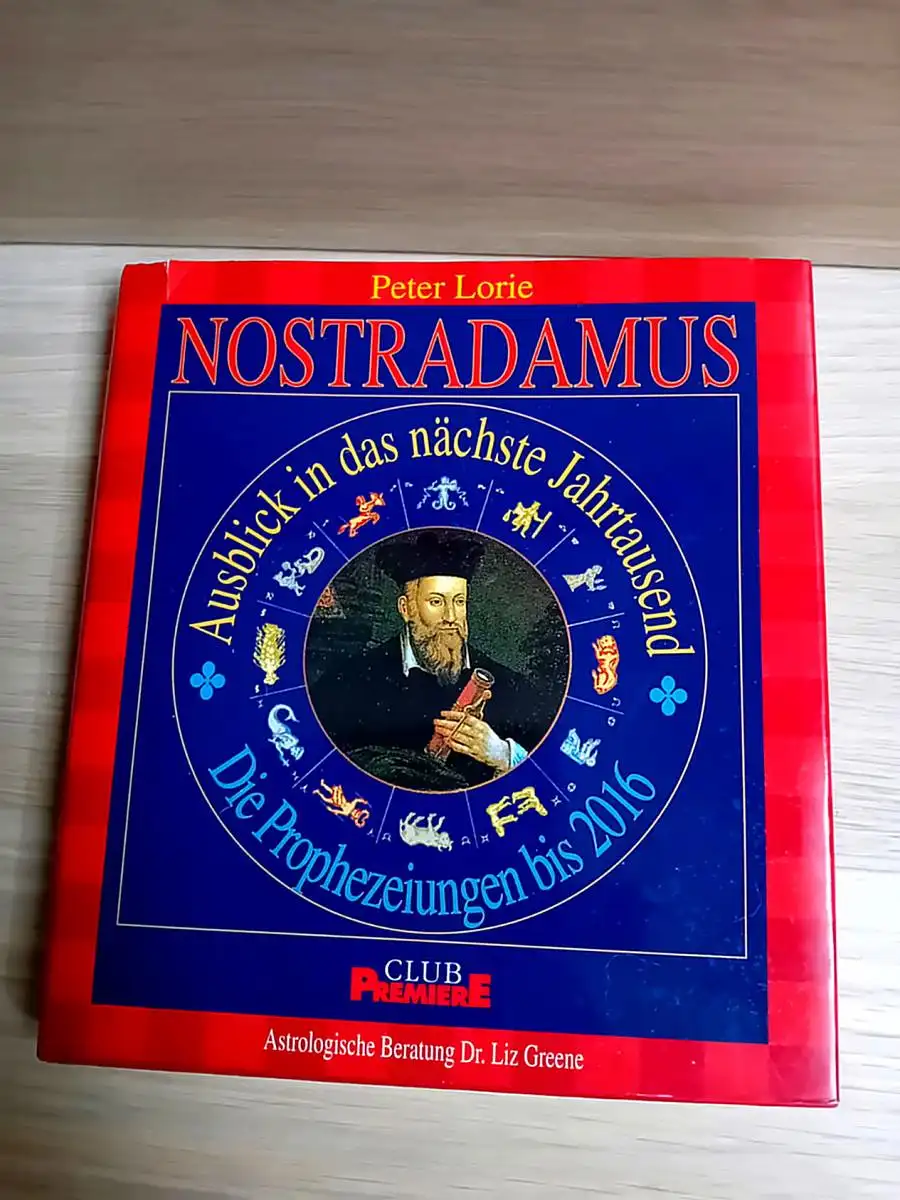 Peter Lorie
NOSTRADAMUS
Ausblick in das nächste Jahrtausend
Die Prophezeiungen bis 2016
CLUB
PREMIERE
Astrologische Beratung Dr. Liz Greene